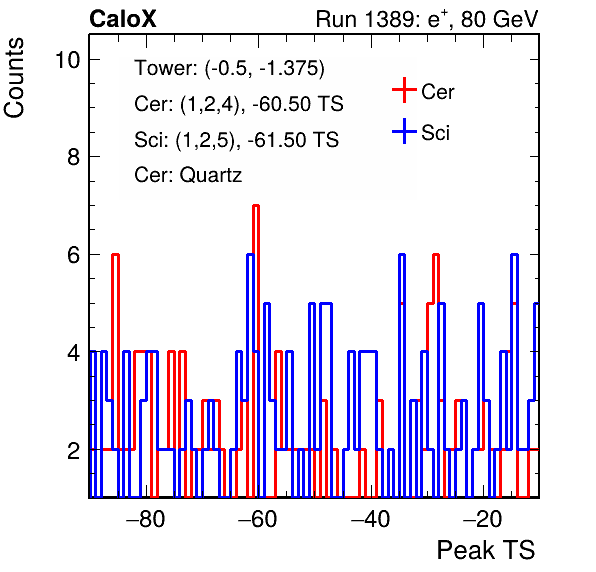 CaloX Run 1389: e⁺, 80 GeV
Counts
10
8
6
4
2
Tower: (-0.5, -1.375)
Cer: (1,2,4), -60.50 TS
Sci: (1,2,5), -61.50 TS
Cer: Quartz
Cer
Sci
−80 −60 −40 −20
Peak TS